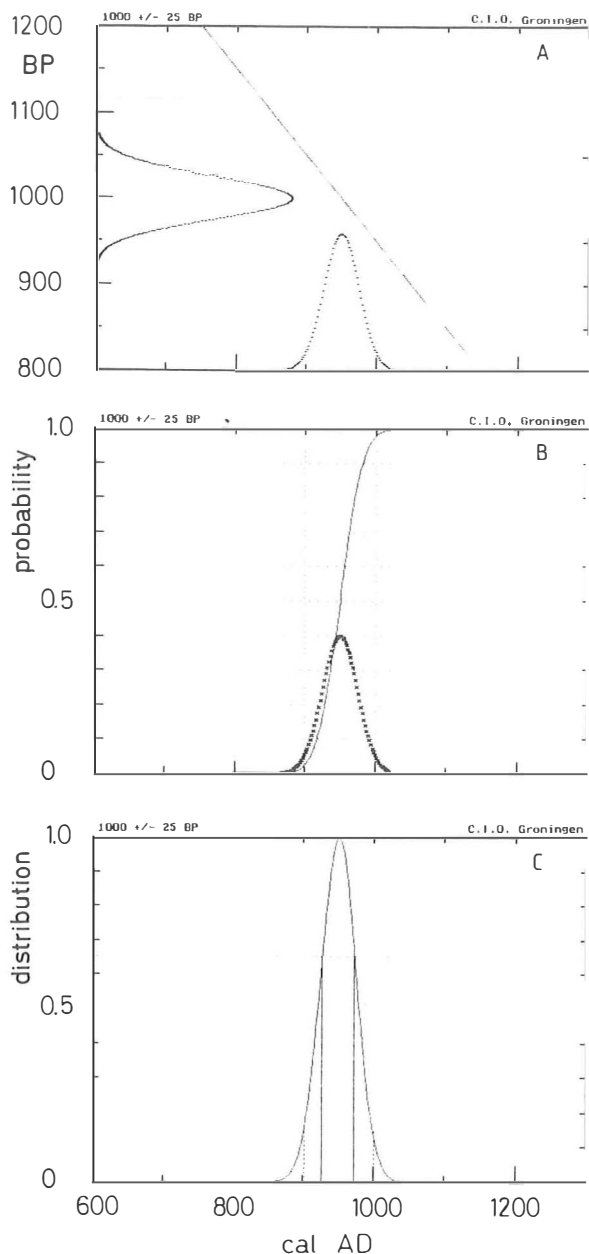 1000 +/- 25 BP C.I.O. Groningen
1200
BP
A
1100
1000
900
800
1000 +/- 25 BP C.I.O. Groningen
1.0
B
probability
0.5
0
1000 +/- 25 BP C.I.O. Groningen
1.0
C
distribution
0.5
0
600 800 1000 1200
cal AD